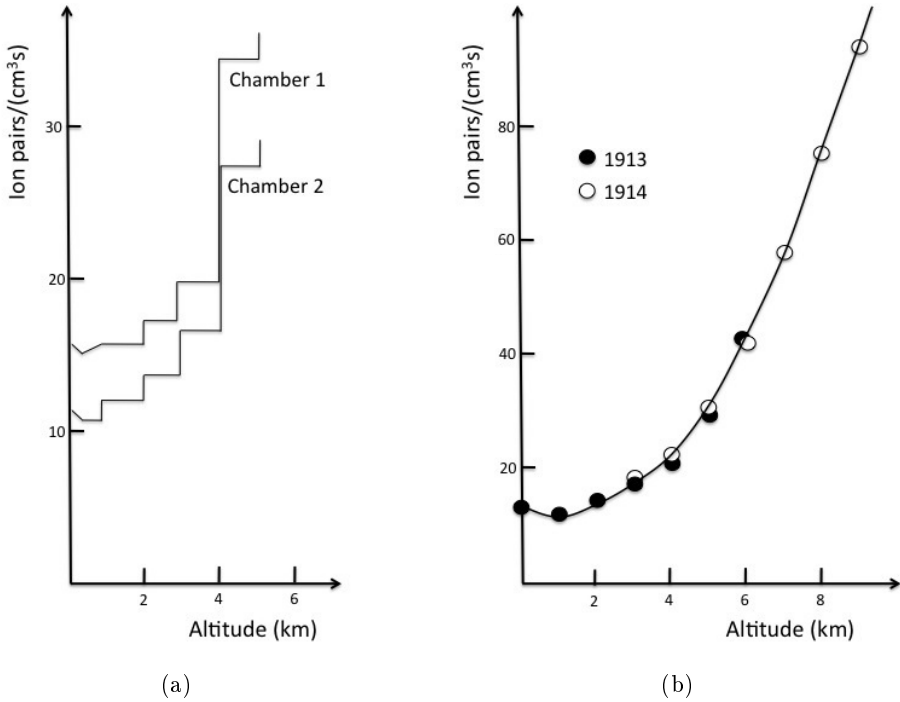 Ion pairs/(cm³s)
30
20
10
Chamber 1
Chamber 2
2 4 6
Altitude (km)
(a)
Ion pairs/(cm³s)
80
60
40
20
1913
1914
2 4 6 8
Altitude (km)
(b)